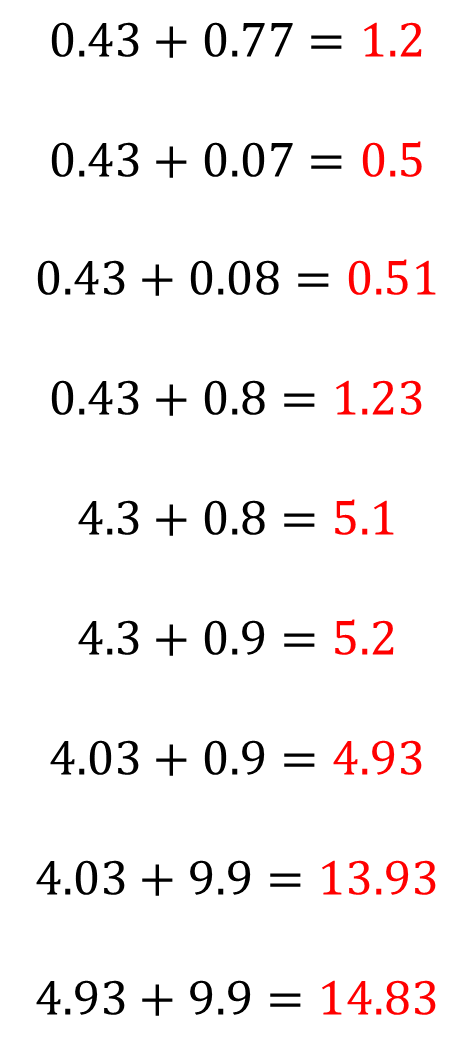 0.43 + 0.77 = 1.2
0.43 + 0.07 = 0.5
0.43 + 0.08 = 0.51
0.43 + 0.8 = 1.23
4.3 + 0.8 = 5.1
4.3 + 0.9 = 5.2
4.03 + 0.9 = 4.93
4.03 + 9.9 = 13.93
4.93 + 9.9 = 14.83